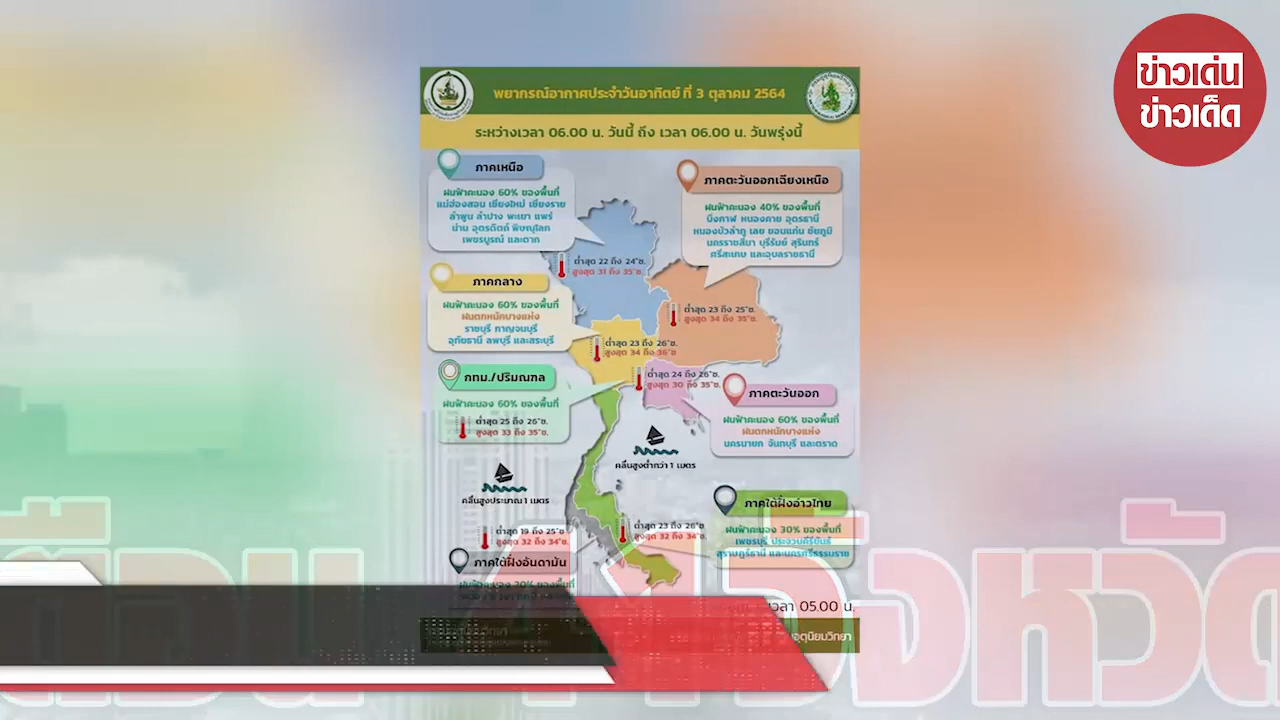 ข่าวเด่น
ข่าวเด็ด
พยากรณ์อากาศประจำวันอาทิตย์ ที่ 3 ตุลาคม 2564
ระหว่างเวลา 06.00 น. วันนี้ ถึง เวลา 06.00 น. วันพรุ่งนี้
ภาคเหนือ
ฝนฟ้าคะนอง 60% ของพื้นที่
แม่ฮ่องสอน เชียงใหม่ เชียงราย
ลำพูน ลำปาง พะเยา แพร่
น่าน อุตรดิตถ์ พิษณุโลก
เพชรบูรณ์ และตาก
ต่ำสุด 22 ถึง 24°ซ.
สูงสุด 31 ถึง 35°ซ.
ภาคตะวันออกเฉียงเหนือ
ฝนฟ้าคะนอง 40% ของพื้นที่
บึงกาฬ หนองคาย อุดรธานี
หนองบัวลำภู เลย ขอนแก่น ชัยภูมิ
นครราชสีมา บุรีรัมย์ สุรินทร์
ศรีสะเกษ และอุบลราชธานี
ต่ำสุด 23 ถึง 25°ซ.
สูงสุด 34 ถึง 35°ซ.
ภาคกลาง
ฝนฟ้าคะนอง 60% ของพื้นที่
ฝนตกหนักบางแห่ง
ราชบุรี กาญจนบุรี
อุทัยธานี ลพบุรี และสระบุรี
ต่ำสุด 23 ถึง 26°ซ.
สูงสุด 34 ถึง 36°ซ
กทม./ปริมณฑล
ฝนฟ้าคะนอง 60% ของพื้นที่
ต่ำสุด 25 ถึง 26°ซ.
สูงสุด 33 ถึง 35°ซ.
ต่ำสุด 24 ถึง 26°ซ.
สูงสุด 30 ถึง 35°ซ.
ภาคตะวันออก
ฝนฟ้าคะนอง 60% ของพื้นที่
ฝนตกหนักบางแห่ง
นครนายก จันทบุรี และตราด
คลื่นสูงต่ำกว่า 1 เมตร
คลื่นสูงประมาณ 1 เมตร
ภาคใต้ฝั่งอ่าวไทย
ฝนฟ้าคะนอง 30% ของพื้นที่
เพชรบุรี ประจวบคีรีขันธ์
สุราษฎร์ธานี และนครศรีธรรมราช
ต่ำสุด 23 ถึง 26°ซ
สูงสุด 32 ถึง 34°ซ.
ต่ำสุด 19 ถึง 25°ซ
สูงสุด 32 ถึง 34°ซ.
ภาคใต้ฝั่งอันดามัน
ฝนฟ้าคะนอง 30% ของพื้นที่
เวลา 05.00 น.
อุตุนิยมวิทยา
จังหวัด